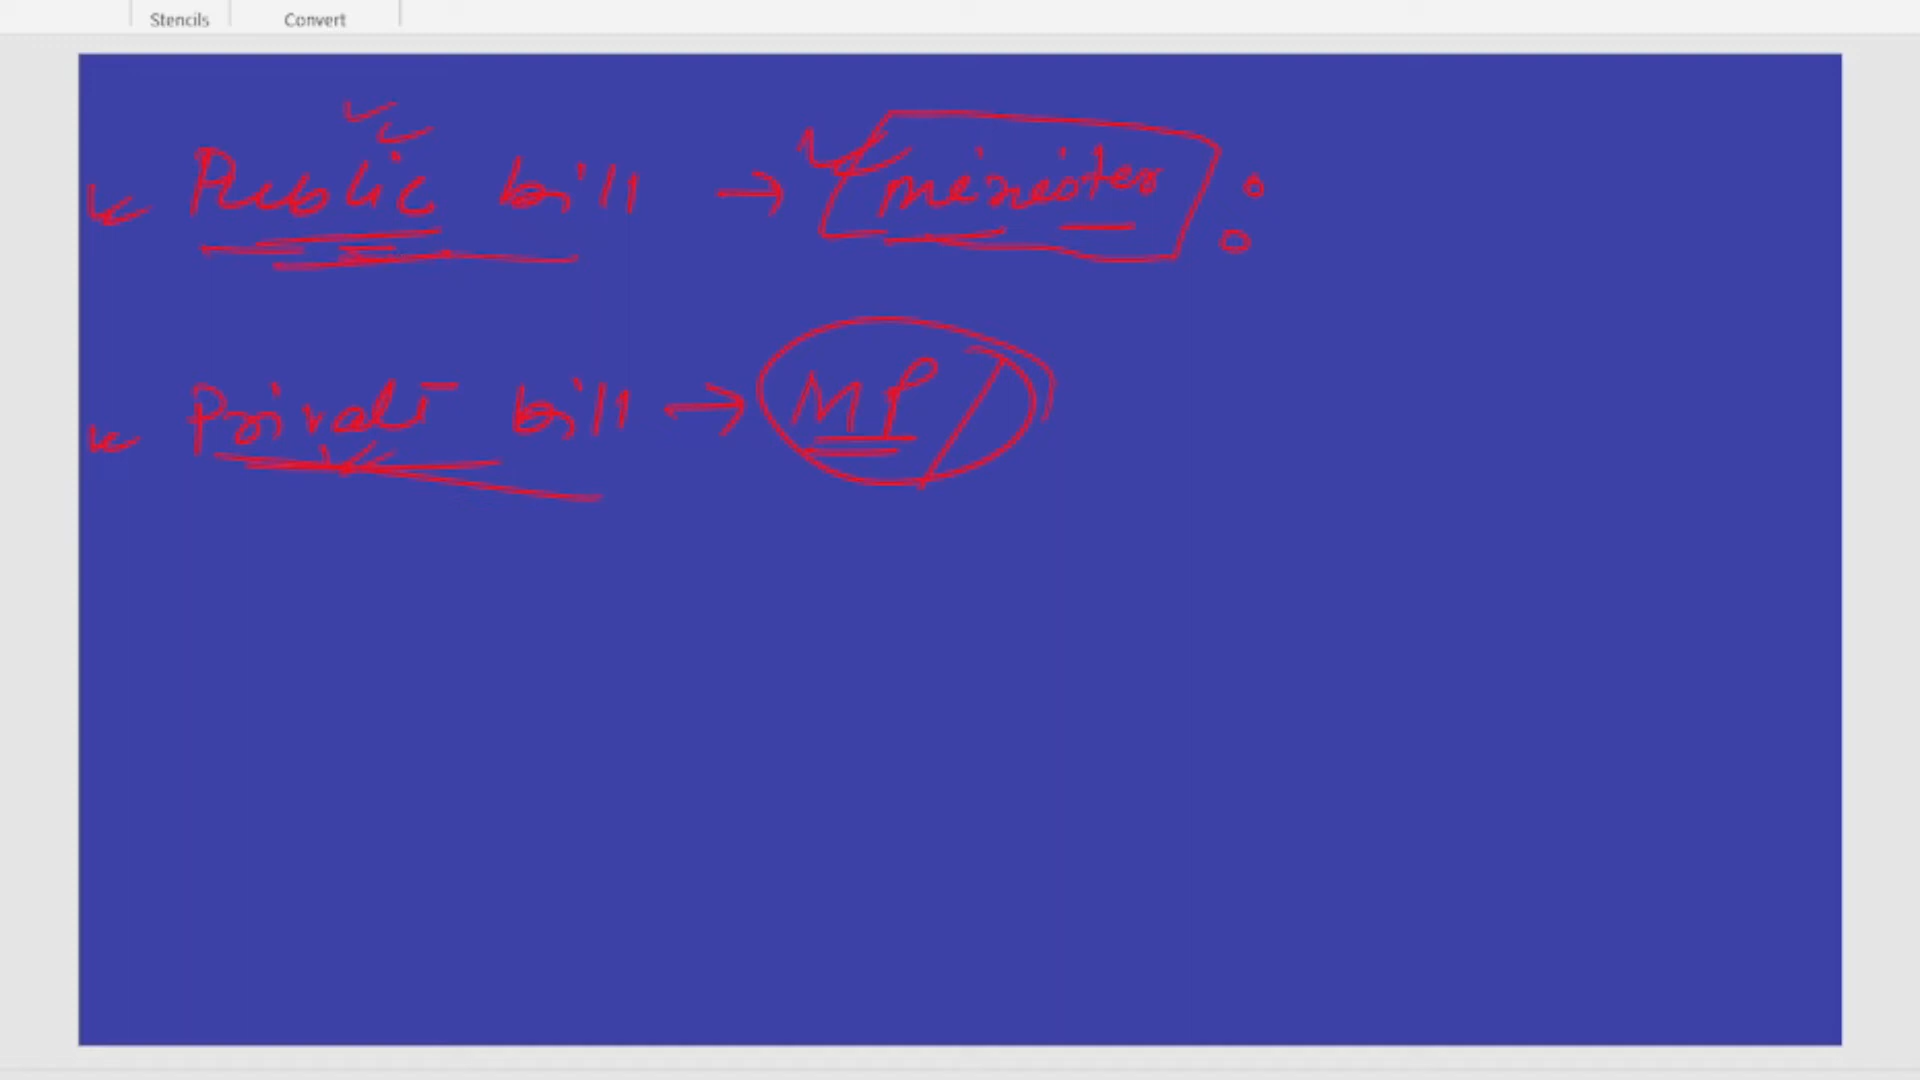 Stencils Convert
Public bill → minister :
Private bill → MP